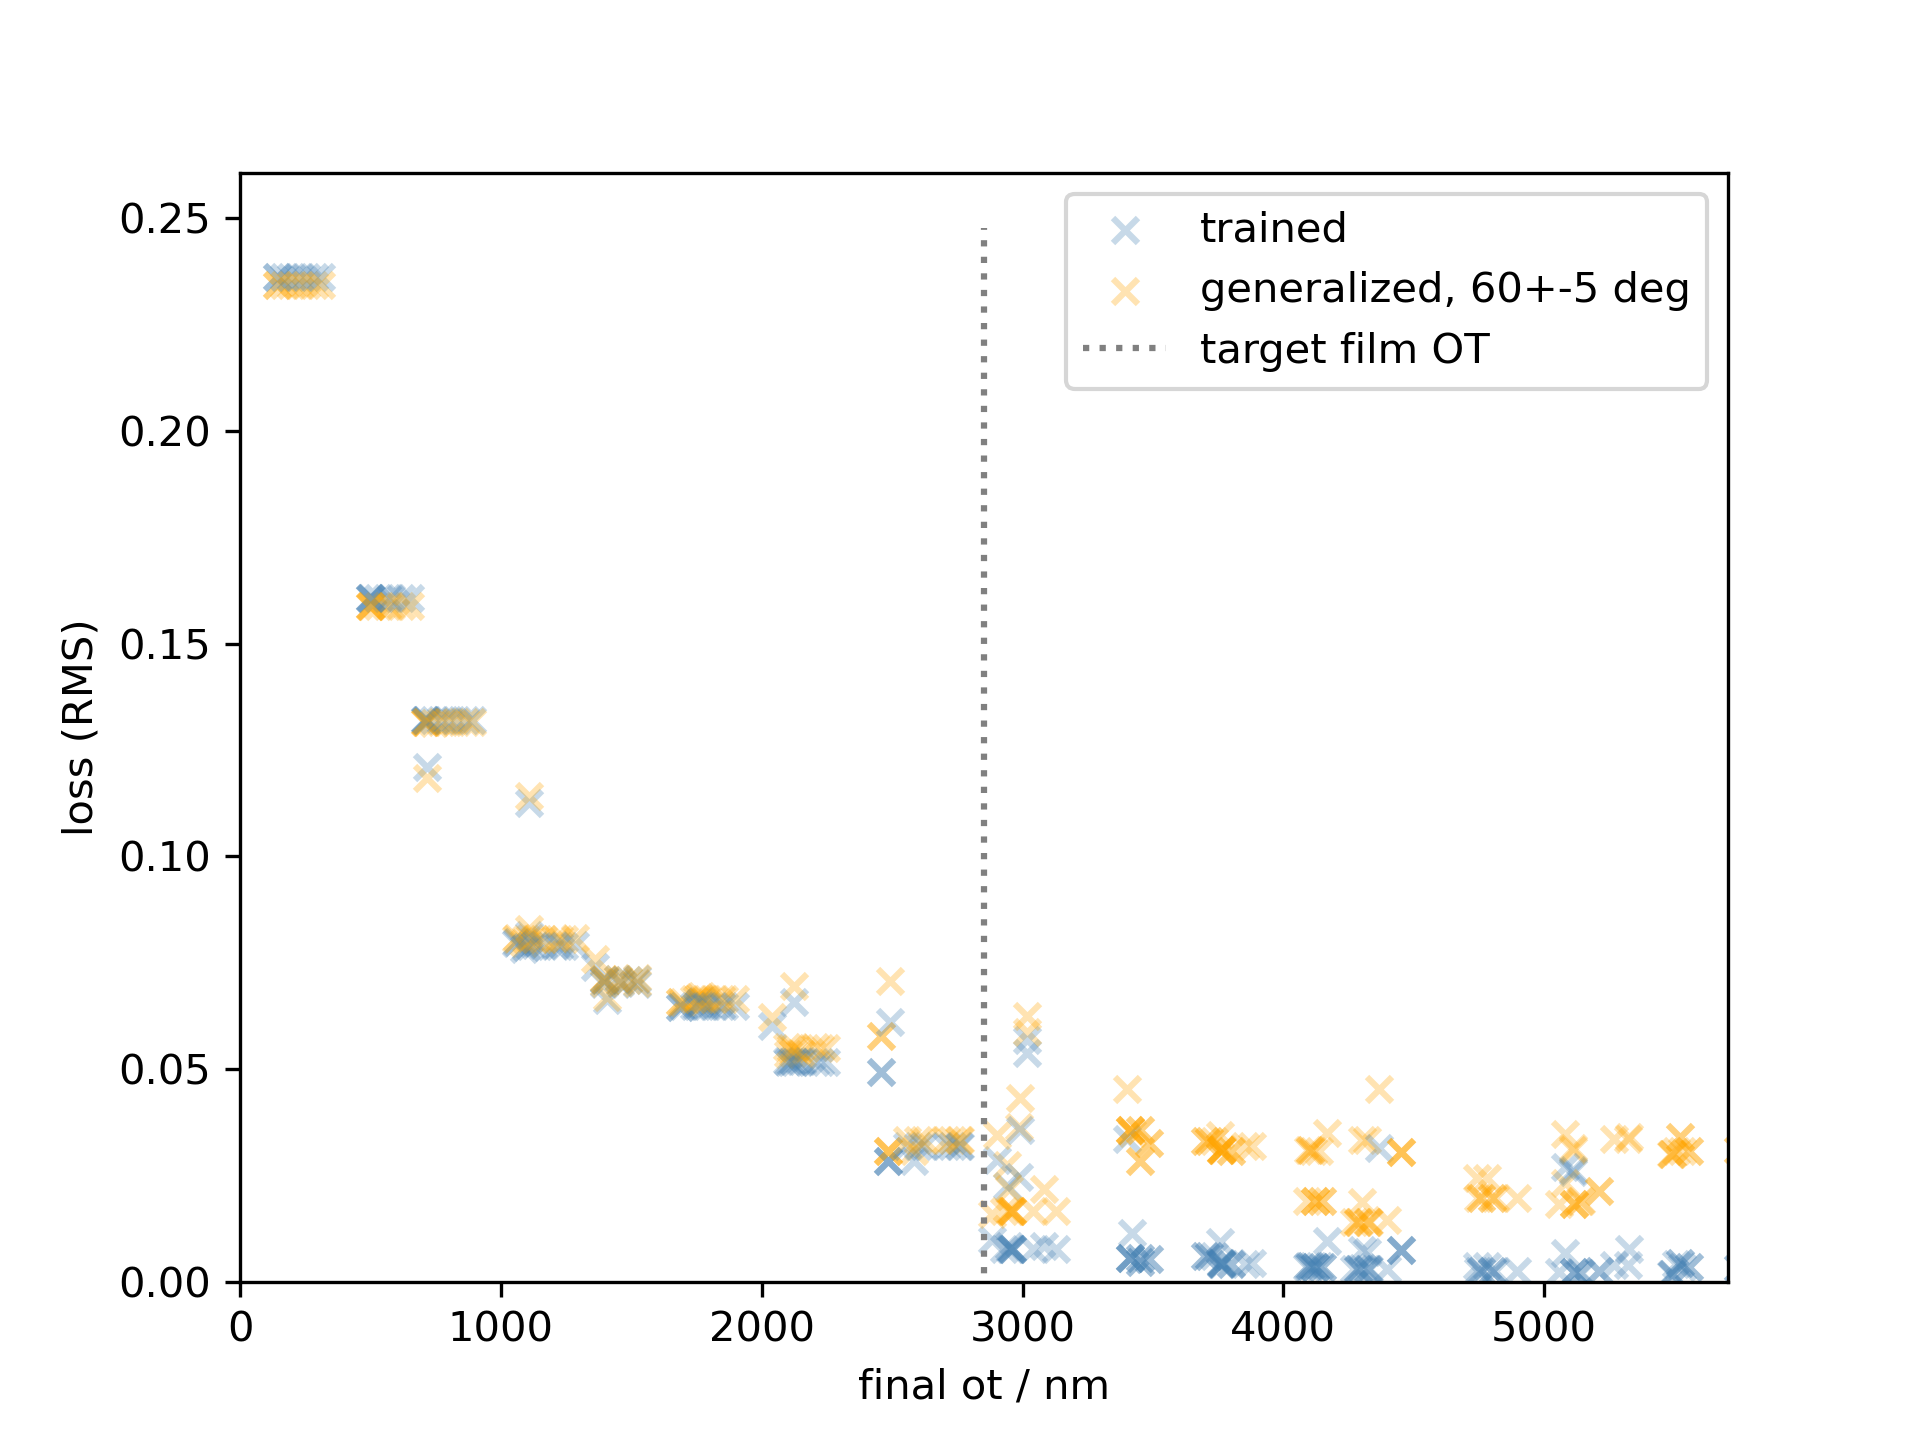 0.25
0.20
0.15
0.10
0.05
0.00
loss (RMS)
trained
generalized, 60+-5 deg
target film OT
0 1000 2000 3000 4000 5000
final ot / nm